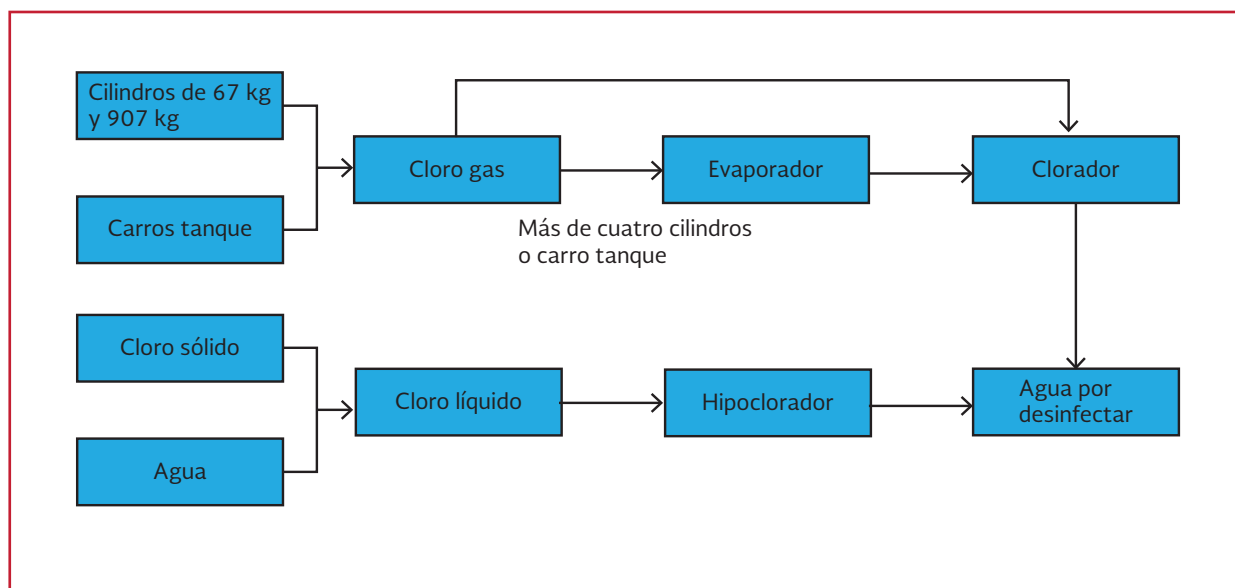 Cilindros de 67 kg
y 907 kg
Cloro gas
Evaporador
Clorador
Carros tanque
Más de cuatro cilindros
o carro tanque
Cloro sólido
Cloro líquido
Hipoclorador
Agua por
desinfectar
Agua